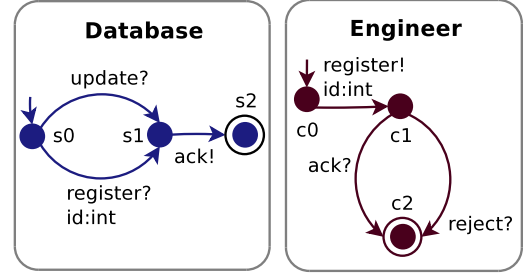 Database
update?
s0
s1
s2
ack!
register?
id:int
Engineer
register!
id:int
c0
c1
ack?
c2
reject?